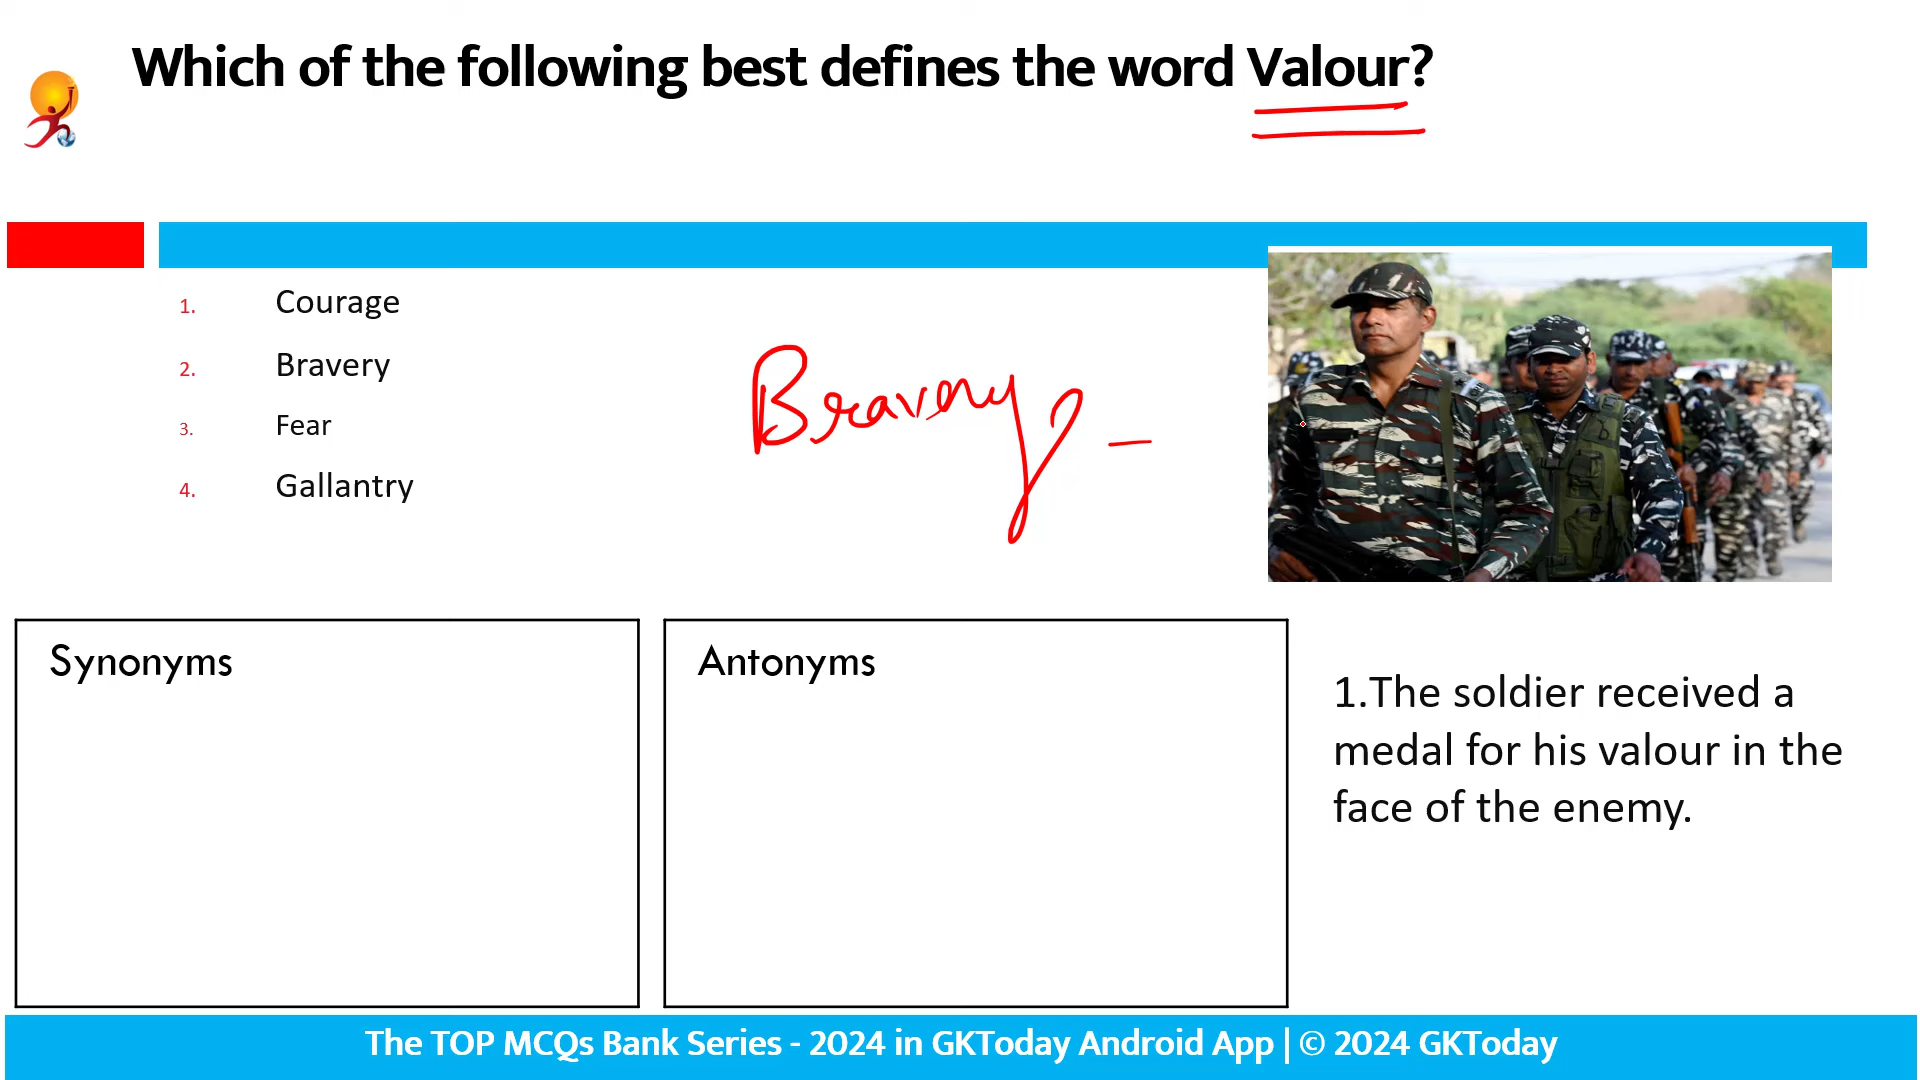 Which of the following best defines the word Valour?
1. Courage
2. Bravery
3. Fear
4. Gallantry
Bravery -
Synonyms
Antonyms
1.The soldier received a
medal for his valour in the
face of the enemy.
The TOP MCQs Bank Series - 2024 in GKToday Android App | © 2024 GKToday